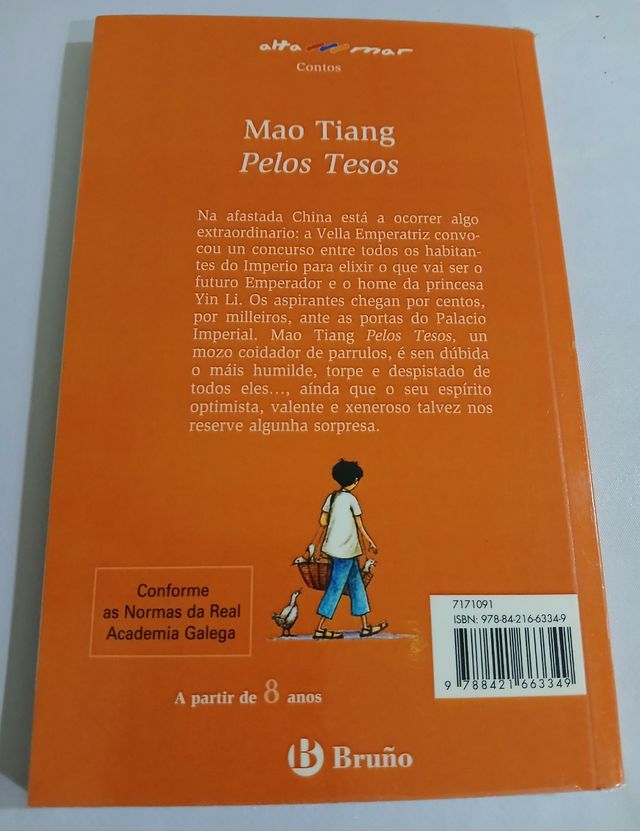 alta mar
Contos
Mao Tiang
Pelos Tesos
Na afastada China está a ocorrer algo
extraordinario: a Vella Emperatriz convo-
cou un concurso entre todos os habitan-
tes do Imperio para elixir o que vai ser o
futuro Emperador e o home da princesa
Yin Li. Os aspirantes chegan por centos,
por milleiros, ante as portas do Palacio
Imperial. Mao Tiang Pelos Tesos, un
mozo coidador de parrulos, é sen dúbida
o máis humilde, torpe e despistado de
todos eles..., aínda que o seu espírito
optimista, valente e xeneroso talvez nos
reserve algunha sorpresa.
Conforme
as Normas da Real
Academia Galega
7171091
ISBN: 978-84-216-6334-9
9 788421 663349
A partir de 8 anos
B Bruño